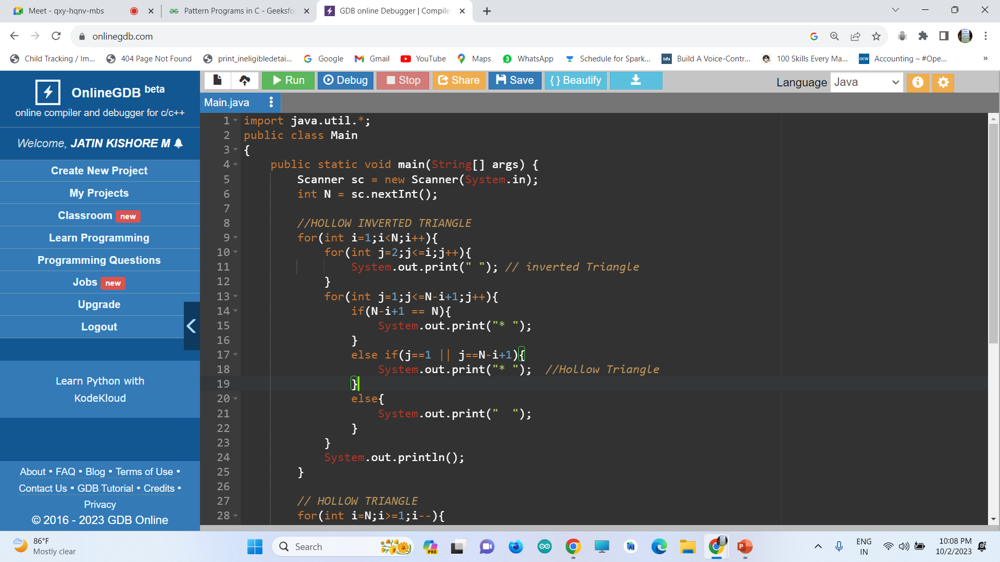 Meet - qxy-hqnv-mbs
Pattern Programs in C - Geeksfo
GDB online Debugger | Compile
onlinegdb.com
Child Tracking / Im...
404 Page Not Found
print_ineligibledetai...
Google
Gmail
YouTube
Maps
WhatsApp
Schedule for Spark...
Build A Voice-Contr...
100 Skills Every Ma...
Accounting – #Ope...
OnlineGDB beta
online compiler and debugger for c/c++
Welcome, JATIN KISHORE M
Create New Project
My Projects
Classroom new
Learn Programming
Programming Questions
Jobs new
Upgrade
Logout
Learn Python with
KodeKloud
About • FAQ • Blog • Terms of Use •
Contact Us • GDB Tutorial • Credits •
Privacy
© 2016 - 2023 GDB Online
Run
Debug
Stop
Share
Save
{ } Beautify
Language Java
Main.java
1 import java.util.*;
2 public class Main
3 {
4 public static void main(String[] args) {
5 Scanner sc = new Scanner(System.in);
6 int N = sc.nextInt();
7
8 //HOLLOW INVERTED TRIANGLE
9 for(int i=1;i<N;i++){
10 for(int j=2;j<=i;j++){
11 System.out.print(" "); // inverted Triangle
12 }
13 for(int j=1;j<=N-i+1;j++){
14 if(N-i+1 == N){
15 System.out.print("* ");
16 }
17 else if(j==1 || j==N-i+1){
18 System.out.print("* ");  //Hollow Triangle
19 }
20 else{
21 System.out.print("  ");
22 }
23 }
24 System.out.println();
25 }
26
27 // HOLLOW TRIANGLE
28 for(int i=N;i>=1;i--){
86°F
Mostly clear
Search
PRE
ENG
IN
10:08 PM
10/2/2023